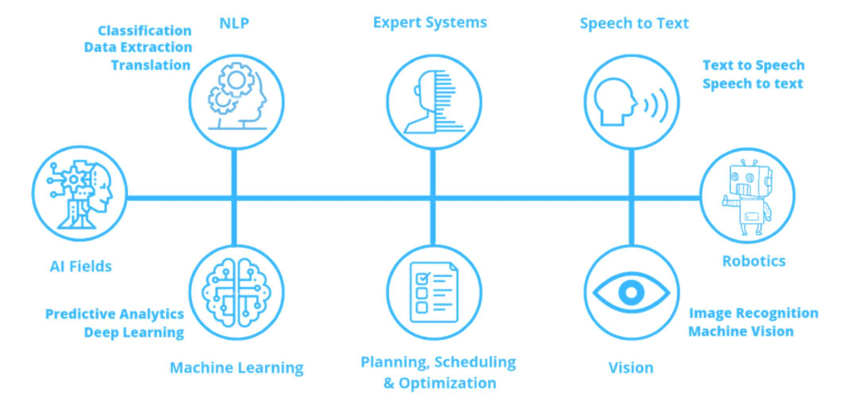 NLP
Expert Systems
Speech to Text
Classification
Data Extraction
Translation
Text to Speech
Speech to text
AI Fields
Robotics
Predictive Analytics
Deep Learning
Image Recognition
Machine Vision
Machine Learning
Planning, Scheduling
& Optimization
Vision